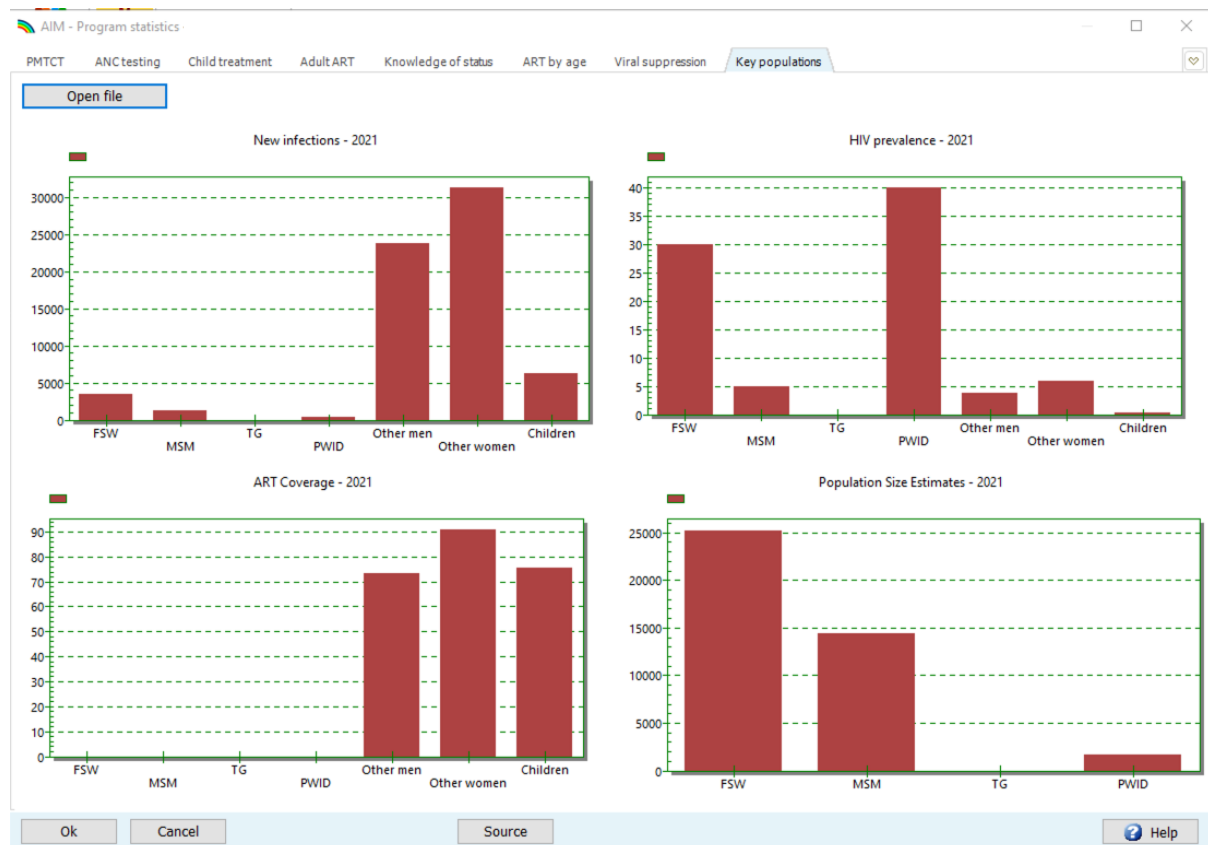 AIM - Program statistics
PMTCT ANC testing Child treatment Adult ART Knowledge of status ART by age Viral suppression Key populations
Open file
New infections - 2021
30000
25000
20000
15000
10000
5000
0
FSW MSM TG PWID Other men Other women Children
HIV prevalence - 2021
40
35
30
25
20
15
10
5
0
FSW MSM TG PWID Other men Other women Children
ART Coverage - 2021
90
80
70
60
50
40
30
20
10
0
FSW MSM TG PWID Other men Other women Children
Population Size Estimates - 2021
25000
20000
15000
10000
5000
0
FSW MSM TG PWID
Ok Cancel Source Help